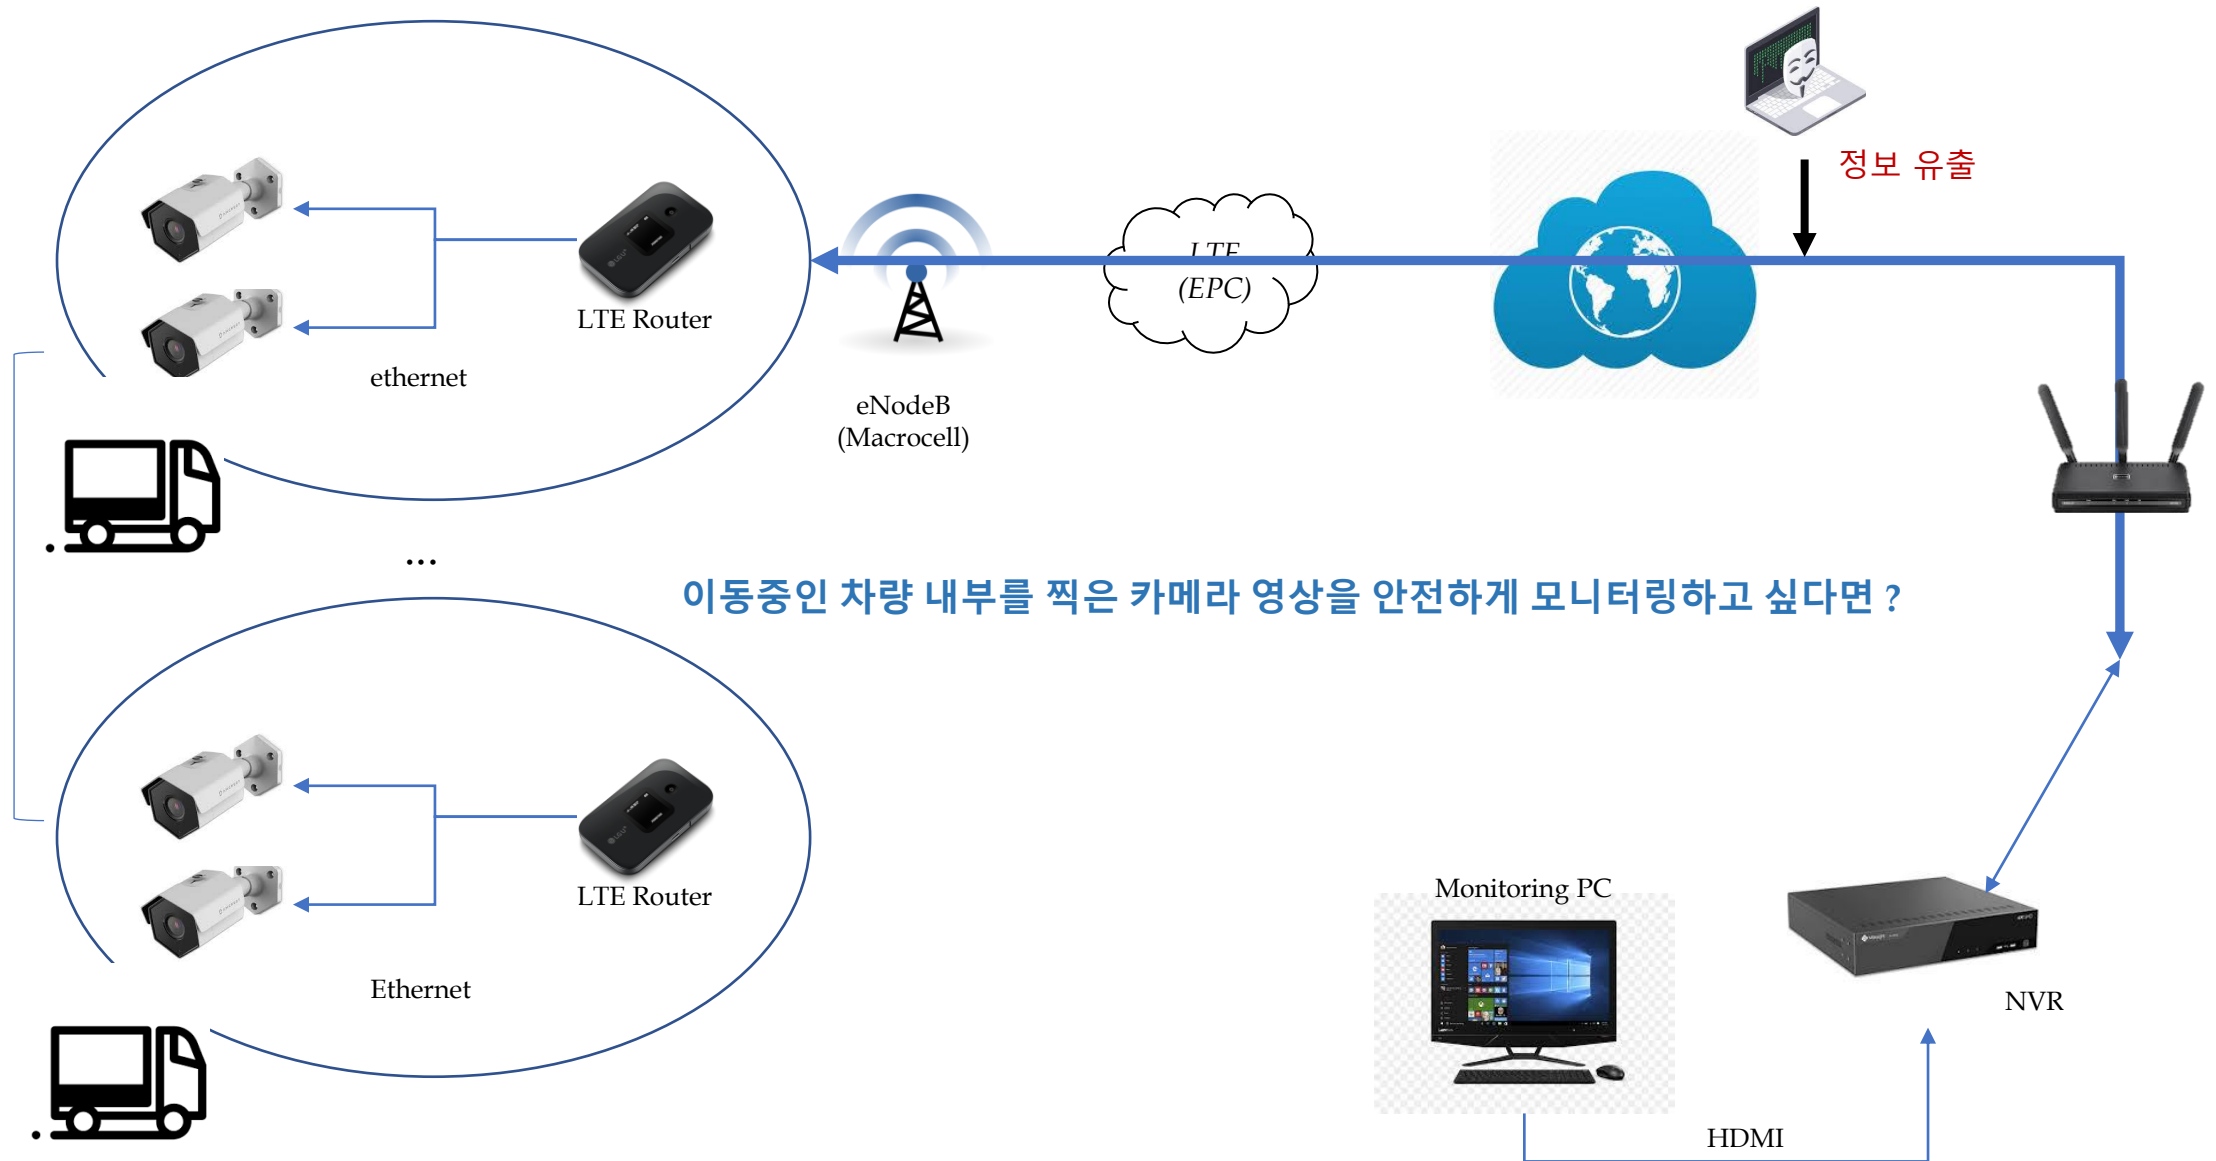 정보 유출
LTE
(EPC)
LTE Router
ethernet
eNodeB
(Macrocell)
...
이동중인 차량 내부를 찍은 카메라 영상을 안전하게 모니터링하고 싶다면 ?
LTE Router
Monitoring PC
Ethernet
NVR
HDMI